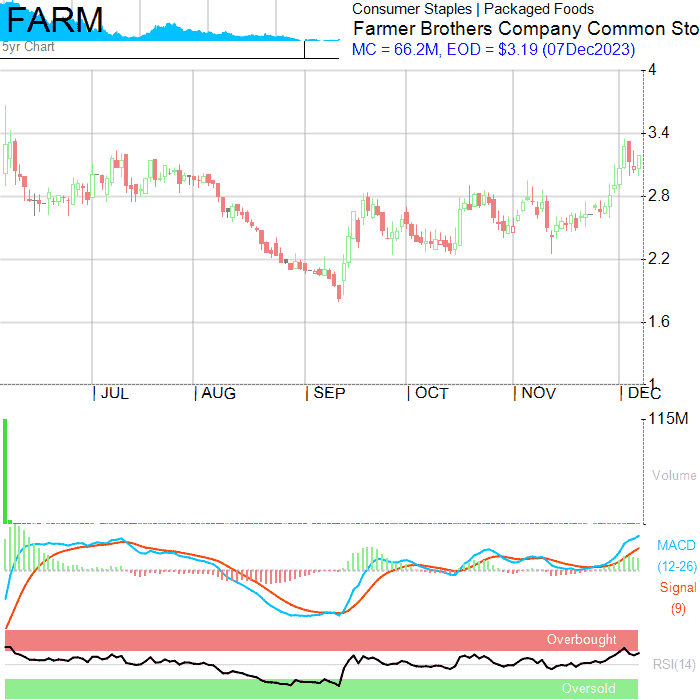 FARM
Consumer Staples | Packaged Foods
Farmer Brothers Company Common Sto
MC = 66.2M, EOD = $3.19 (07Dec2023)
5yr Chart
4
3.4
2.8
2.2
1.6
1
| JUL | AUG | SEP | OCT | NOV | DEC
115M
Volume
MACD
(12-26)
Signal
(9)
Overbought
RSI(14)
Oversold